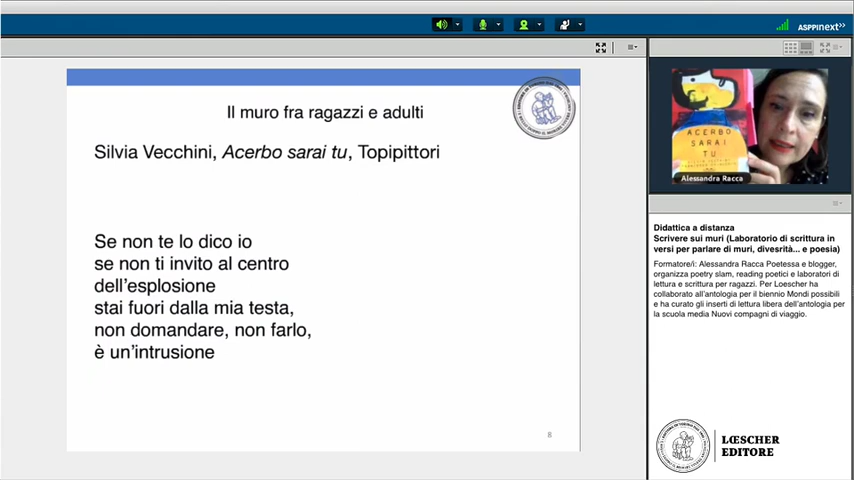 ASPPInext»
Il muro fra ragazzi e adulti
Silvia Vecchini, Acerbo sarai tu, Topipittori
Se non te lo dico io
se non ti invito al centro
dell'esplosione
stai fuori dalla mia testa,
non domandare, non farlo,
è un'intrusione
8
ACERBO
SARAI
TU
Alessandra Racca
Didattica a distanza
Scrivere sui muri (Laboratorio di scrittura in
versi per parlare di muri, divesrità... e poesia)
Formatore/i: Alessandra Racca Poetessa e blogger,
organizza poetry slam, reading poetici e laboratori di
lettura e scrittura per ragazzi. Per Loescher ha
collaborato all'antologia per il biennio Mondi possibili
e ha curato gli inserti di lettura libera dell'antologia per
la scuola media Nuovi compagni di viaggio.
LŒSCHER
EDITORE